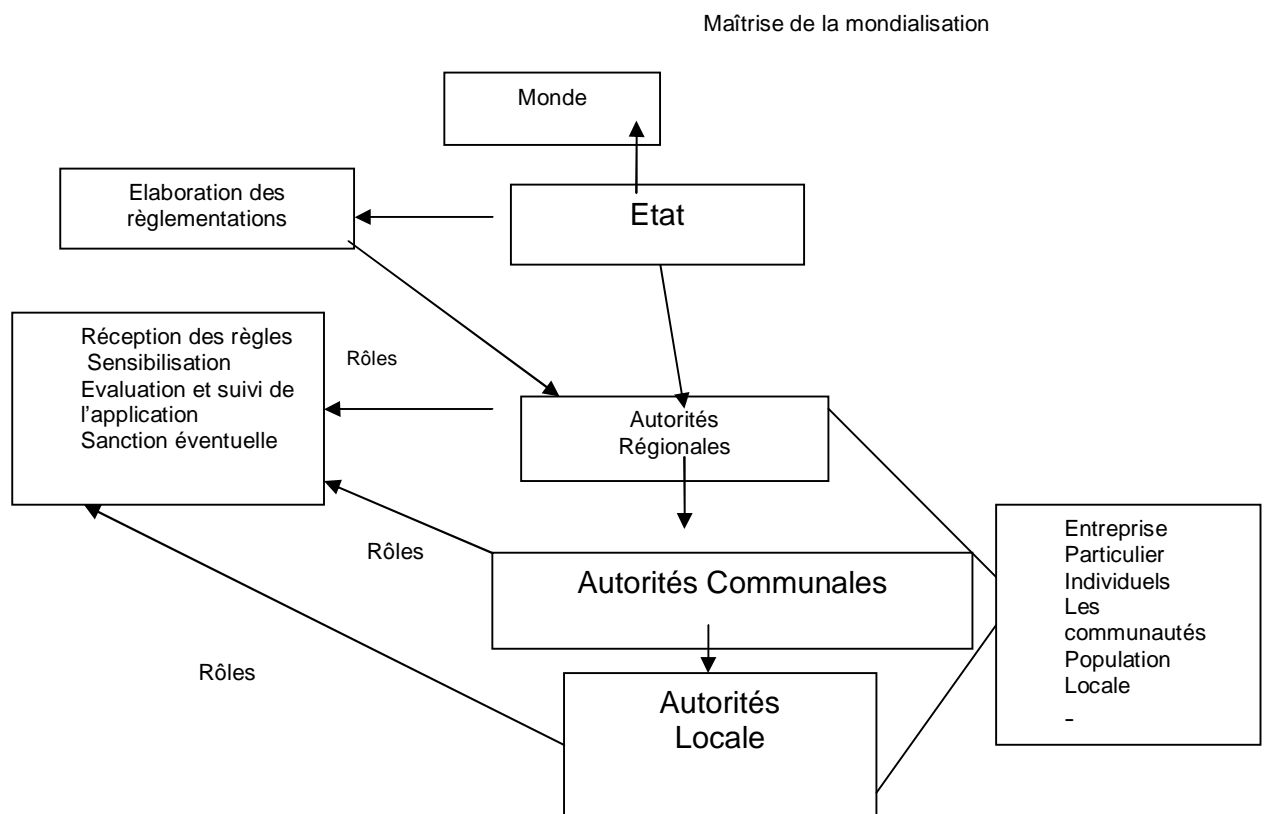 Maîtrise de la mondialisation
Monde
Elaboration des
règlementations
Etat
Réception des règles
Sensibilisation
Evaluation et suivi de
l'application
Sanction éventuelle
Rôles
Autorités
Régionales
Rôles
Autorités Communales
Entreprise
Particulier
Individuels
Les
communautés
Population
Locale
-
Rôles
Autorités
Locale